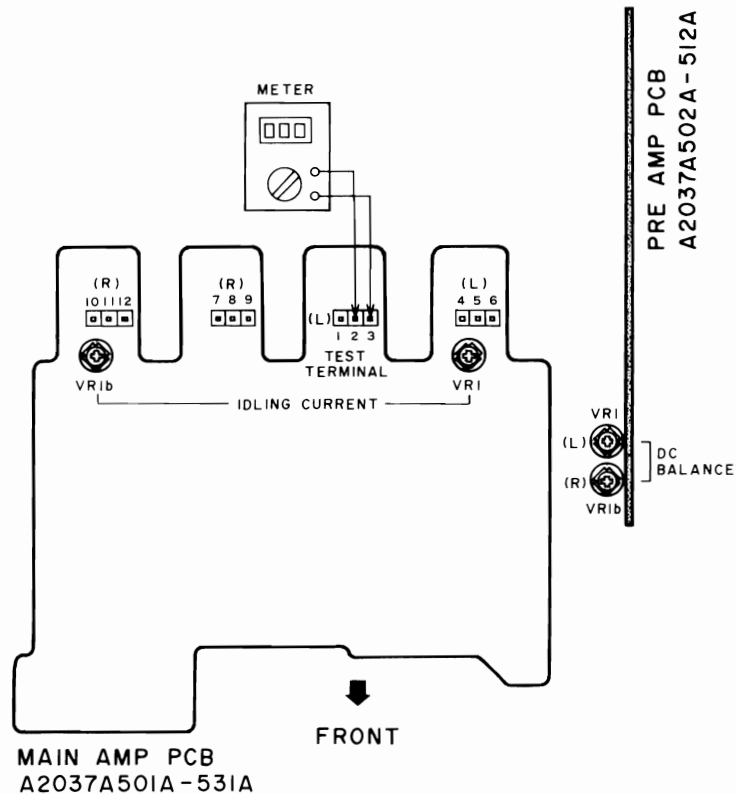 METER
PRE AMP PCB
A2037A502A-512A
(R)
10 11 12
(R)
7 8 9
(L)
1 2 3
TEST
TERMINAL
(L)
4 5 6
VR1b
VR1
IDLING CURRENT
VR1
(L)
(R)
VR1b
DC
BALANCE
FRONT
MAIN AMP PCB
A2037A501A-531A